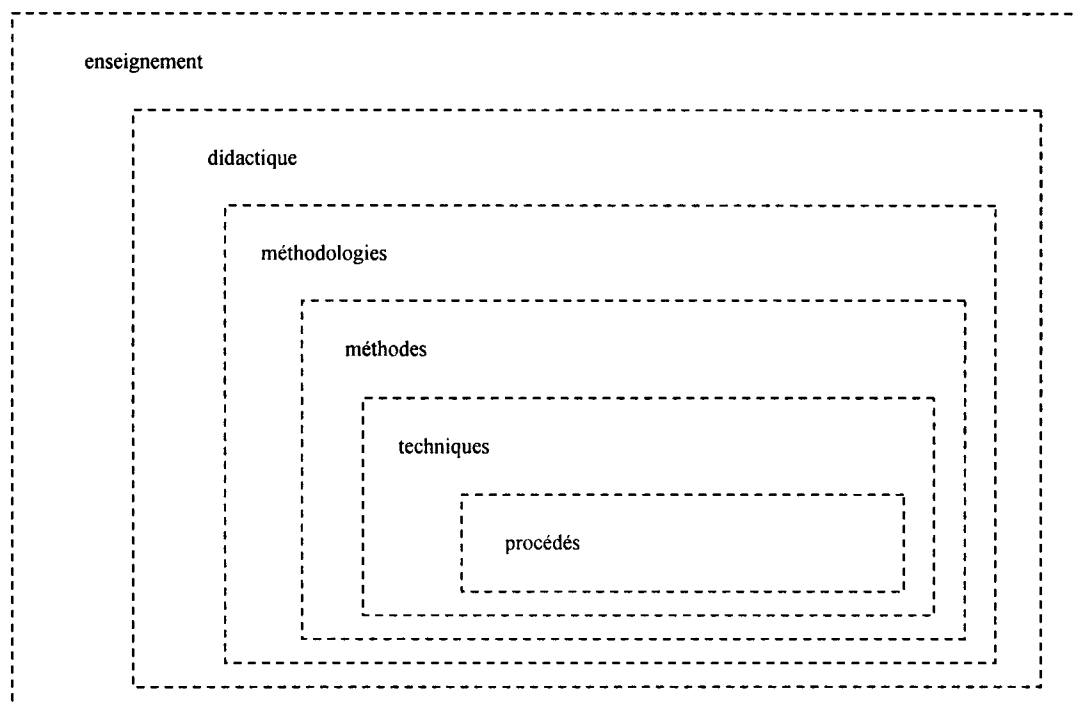 enseignement
didactique
méthodologies
méthodes
techniques
procédés